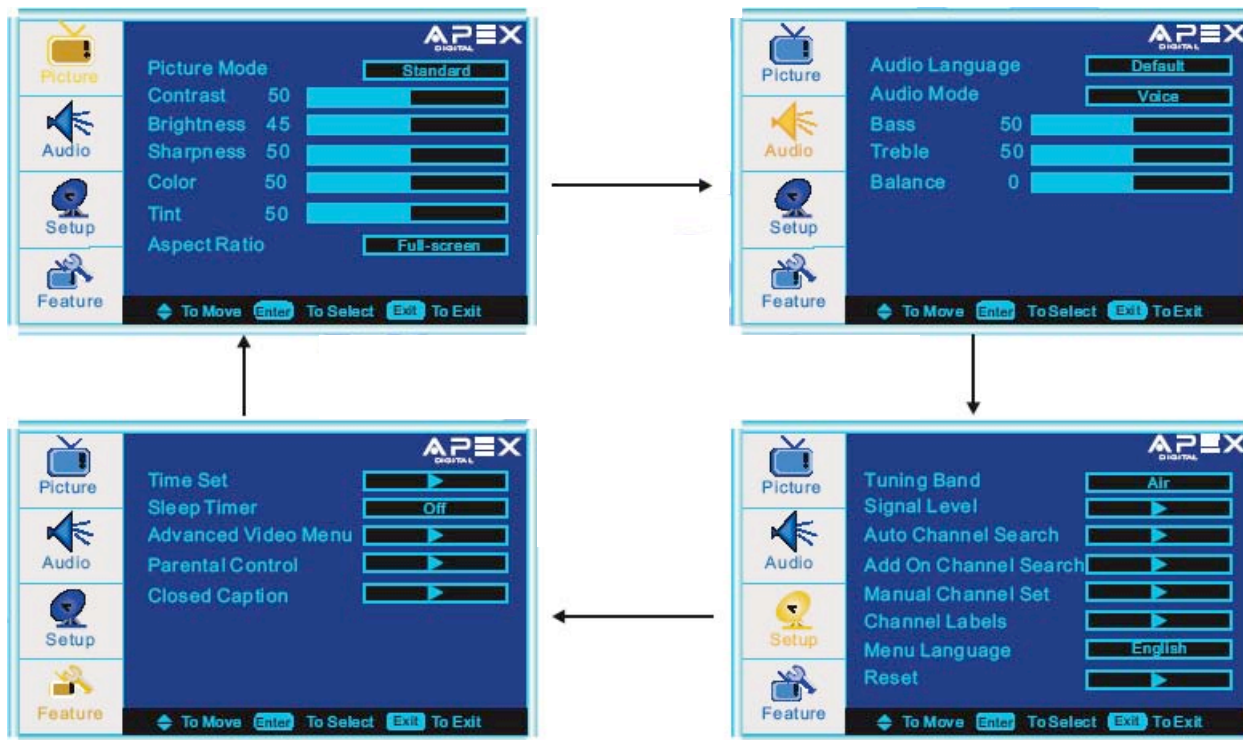 APEX
DIGITAL
Picture
Audio
Setup
Feature
Picture Mode Standard
Contrast 50
Brightness 45
Sharpness 50
Color 50
Tint 50
Aspect Ratio Full-screen
To Move Enter To Select Exit To Exit
APEX
DIGITAL
Picture
Audio
Setup
Feature
Audio Language Default
Audio Mode Voice
Bass 50
Treble 50
Balance 0
To Move Enter To Select Exit To Exit
APEX
DIGITAL
Picture
Audio
Setup
Feature
Time Set
Sleep Timer Off
Advanced Video Menu
Parental Control
Closed Caption
To Move Enter To Select Exit To Exit
APEX
DIGITAL
Picture
Audio
Setup
Feature
Tuning Band Air
Signal Level
Auto Channel Search
Add On Channel Search
Manual Channel Set
Channel Labels
Menu Language English
Reset
To Move Enter To Select Exit To Exit